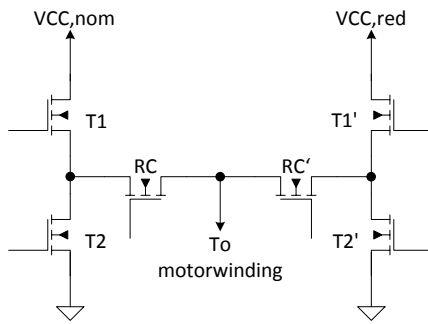 VCC,nom
VCC,red
T1
T1'
RC
RC‘
T2
T2'
To
motorwinding